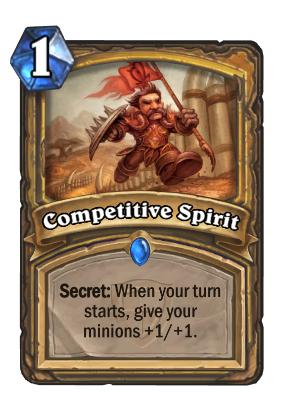 1
Competitive Spirit
Secret: When your turn
starts, give your
minions +1/+1.